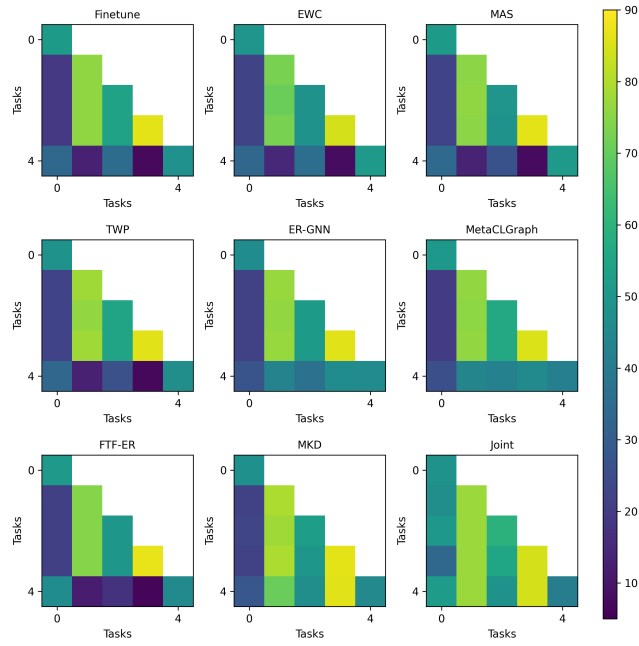 Finetune
EWC
MAS
0
4
Tasks
0
4
Tasks
0
4
Tasks
0
4
Tasks
0
4
Tasks
0
4
Tasks
TWP
ER-GNN
MetaCLGraph
0
4
Tasks
0
4
Tasks
0
4
Tasks
0
4
Tasks
0
4
Tasks
0
4
Tasks
FTF-ER
MKD
Joint
0
4
Tasks
0
4
Tasks
0
4
Tasks
0
4
Tasks
0
4
Tasks
0
4
Tasks
90
80
70
60
50
40
30
20
10